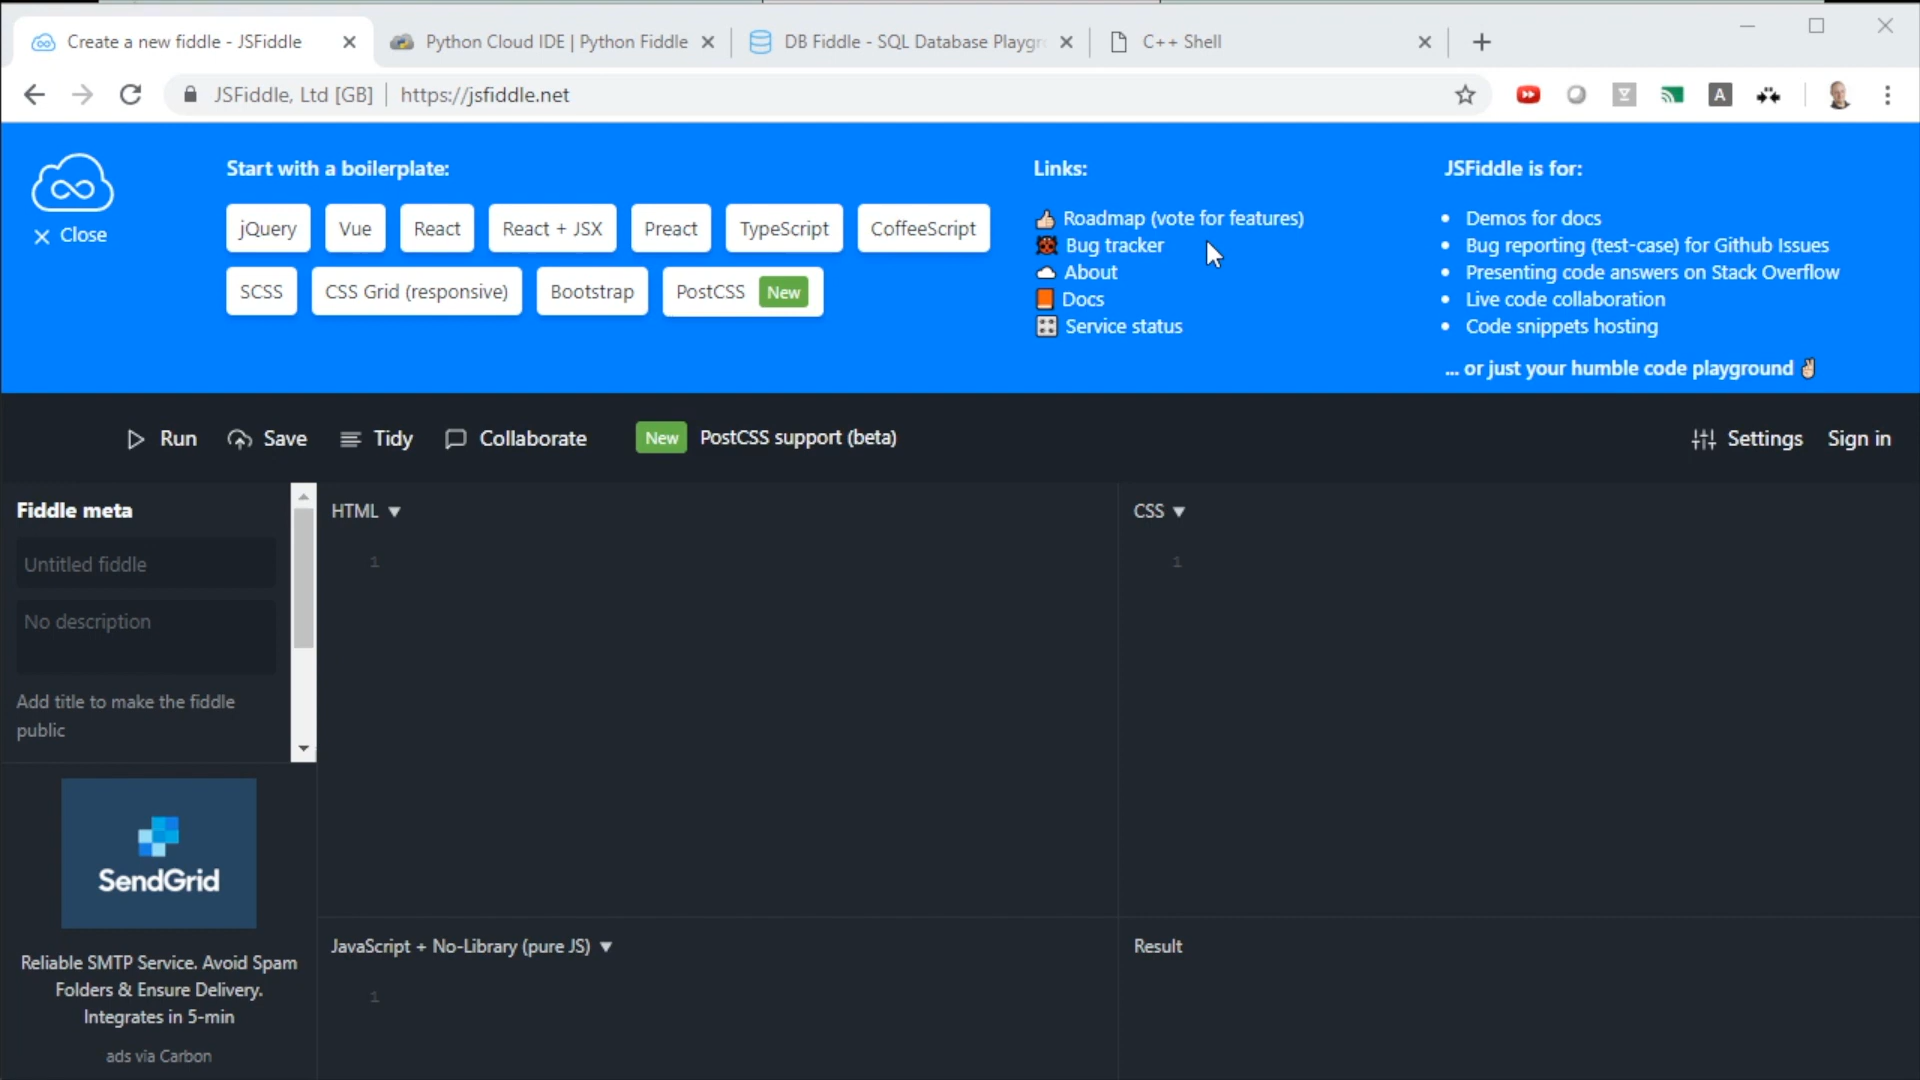 Create a new fiddle - JSFiddle
Python Cloud IDE | Python Fiddle
DB Fiddle - SQL Database Playgr
C++ Shell
JSFiddle, Ltd [GB]
https://jsfiddle.net
A
Close
Start with a boilerplate:
jQuery
Vue
React
React + JSX
Preact
TypeScript
CoffeeScript
SCSS
CSS Grid (responsive)
Bootstrap
PostCSS New
Links:
Roadmap (vote for features)
Bug tracker
About
Docs
Service status
JSFiddle is for:
Demos for docs
Bug reporting (test-case) for Github Issues
Presenting code answers on Stack Overflow
Live code collaboration
Code snippets hosting
... or just your humble code playground
Run
Save
Tidy
Collaborate
New PostCSS support (beta)
Settings
Sign in
Fiddle meta
Untitled fiddle
No description
Add title to make the fiddle
public
SendGrid
Reliable SMTP Service. Avoid Spam
Folders & Ensure Delivery.
Integrates in 5-min
ads via Carbon
HTML
1
CSS
1
JavaScript + No-Library (pure JS)
1
Result